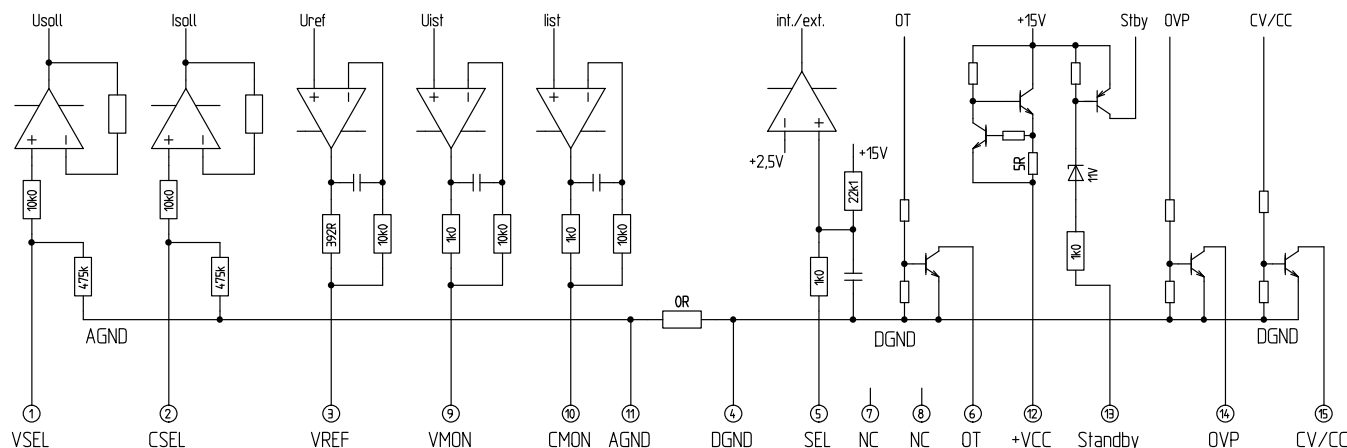 Usoll Isoll Uref Uist Iist int./ext. OT +15V Stby OVP CV/CC
+ − + − + − + − + − − +
+2,5V +15V
5R 11V
10k0 10k0 22k1
392R 10k0 1k0 10k0 1k0 10k0 1k0
475k 475k 1k0
0R
AGND DGND DGND
1 2 3 9 10 11 4 5 7 8 6 12 13 14 15
VSEL CSEL VREF VMON CMON AGND DGND SEL NC NC OT +VCC Standby OVP CV/CC